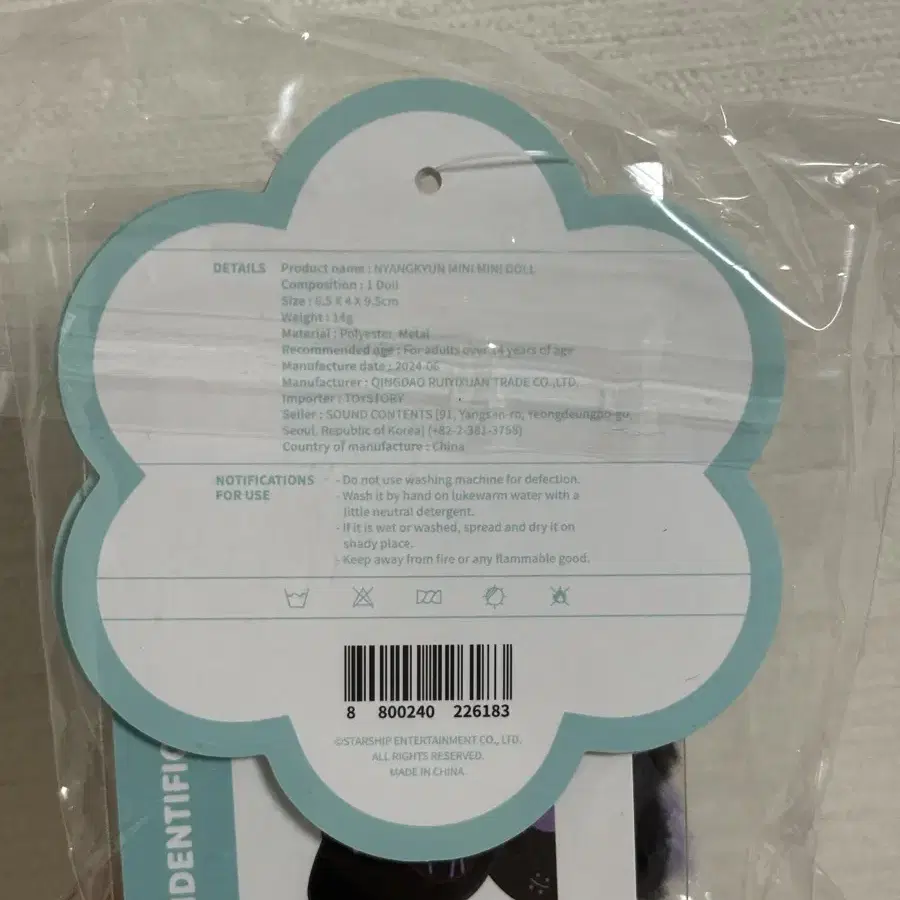 DETAILS Product name : NYANGKYUN MINI MINI DOLL
Composition : 1 Doll
Size : 6.5 X 4 X 9.5cm
Weight : 14g
Material : Polyester, Metal
Recommended age : For adults over 14 years of age
Manufacture date : 2024-06
Manufacturer : QINGDAO RUIYIXUAN TRADE CO.,LTD.
Importer : TOYSTORY
Seller : SOUND CONTENTS [91, Yangsan-ro, Yeongdeungpo-gu,
Seoul, Republic of Korea] (+82-2-381-3755)
Country of manufacture : China
NOTIFICATIONS FOR USE
- Do not use washing machine for defection.
- Wash it by hand on lukewarm water with a
little neutral detergent.
- If it is wet or washed, spread and dry it on
shady place.
- Keep away from fire or any flammable good.
8 800240 226183
©STARSHIP ENTERTAINMENT CO., LTD.
ALL RIGHTS RESERVED.
MADE IN CHINA